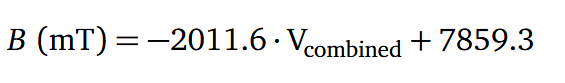 B (mT) = −2011.6 · V_combined + 7859.3